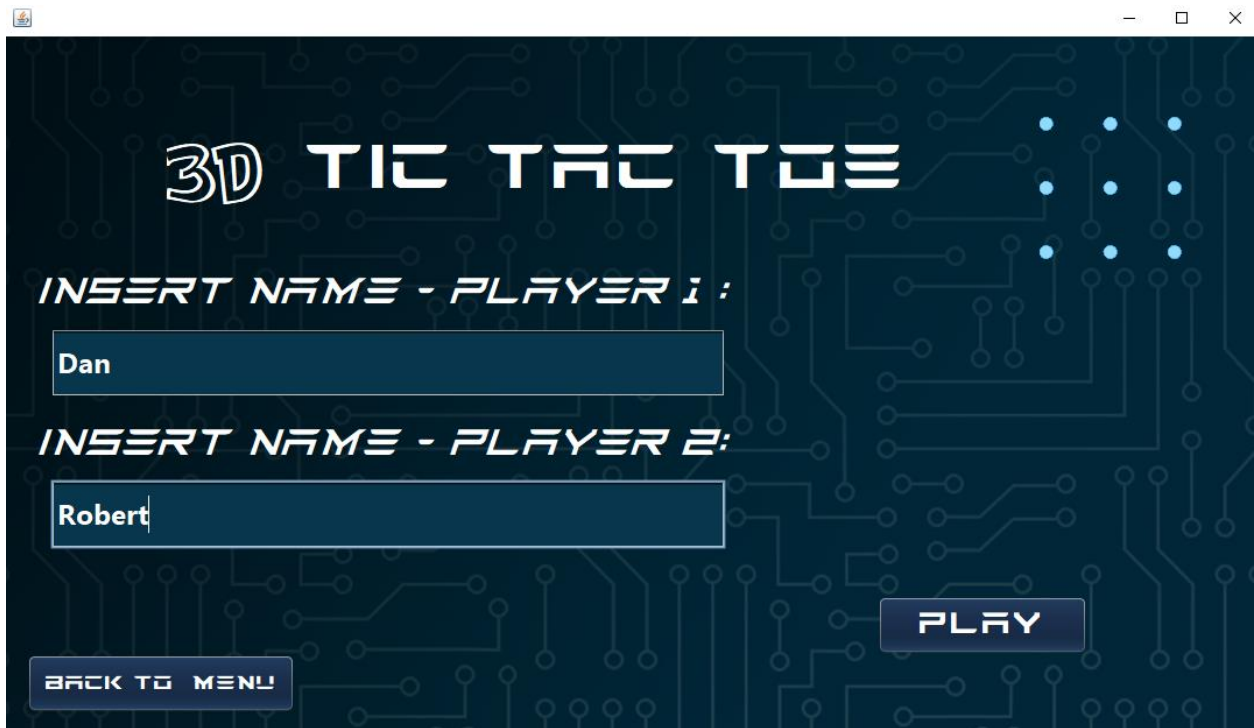 3D TIC TAC TOE
INSERT NAME - PLAYER 1 :
Dan
INSERT NAME - PLAYER 2:
Robert
PLAY
BACK TO MENU